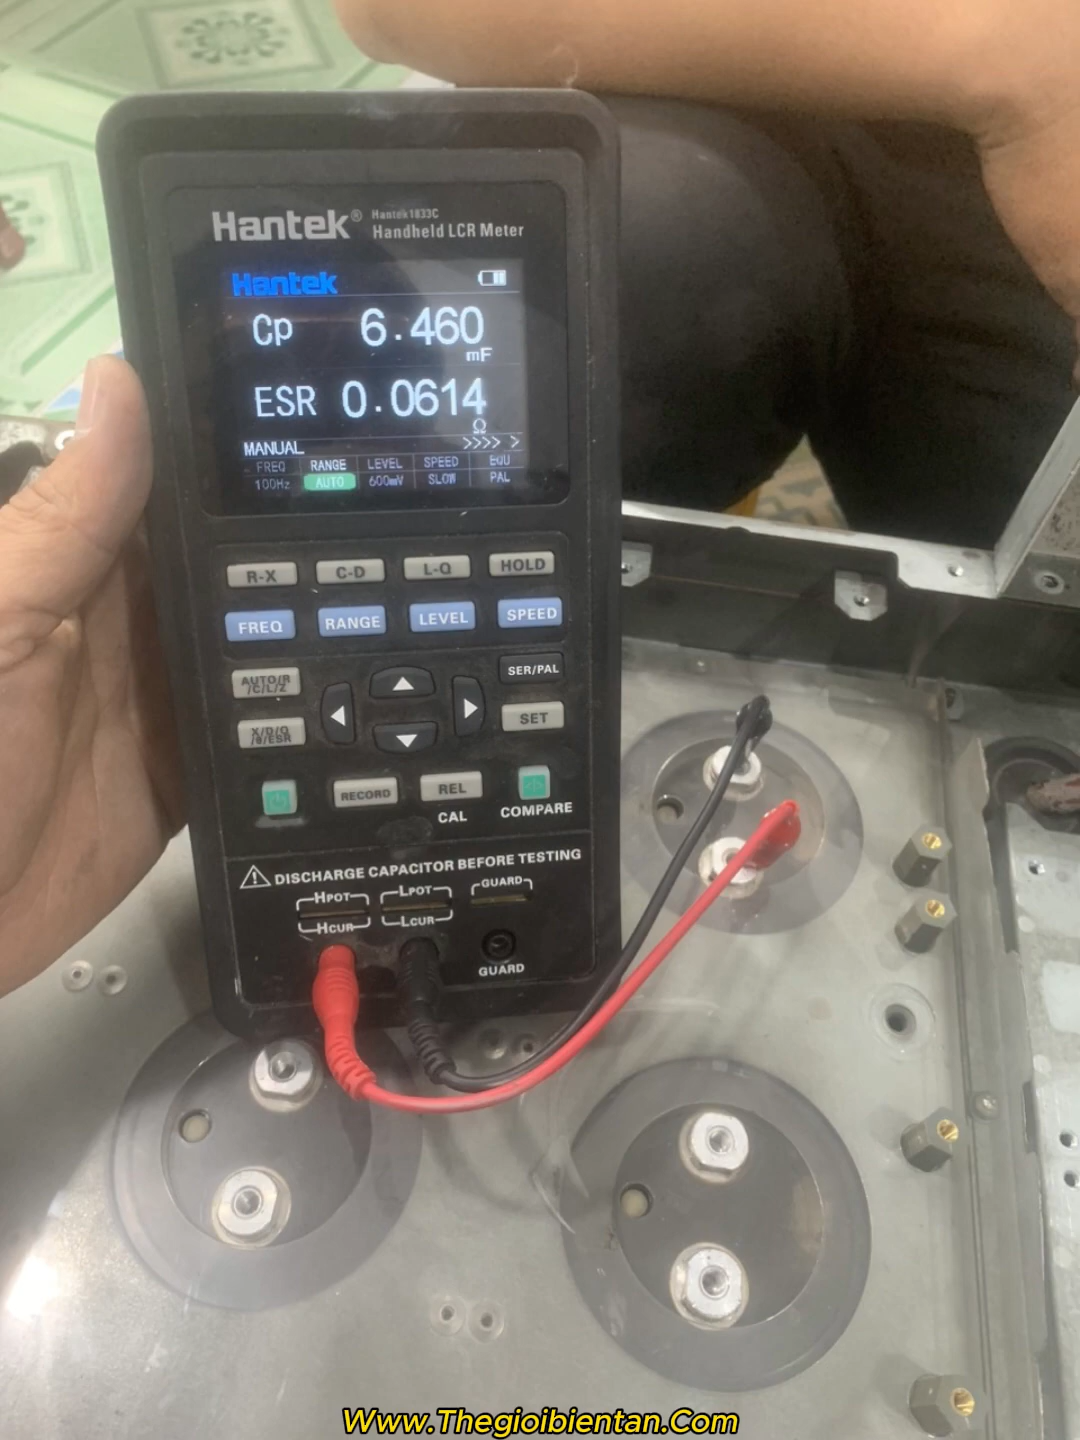 Hantek® Hantek1833C
Handheld LCR Meter
Hantek
Cp 6.460
mF
ESR 0.0614
Ω
MANUAL >>>> >
FREQ RANGE LEVEL SPEED EQU
100Hz AUTO 600mV SLOW PAL
R-X C-D L-Q HOLD
FREQ RANGE LEVEL SPEED
AUTO/R
/C/L/Z
SER/PAL
X/D/Q
/θ/ESR
SET
RECORD REL
CAL COMPARE
DISCHARGE CAPACITOR BEFORE TESTING
HPOT LPOT GUARD
HCUR LCUR
GUARD
Www.Thegioibientan.Com